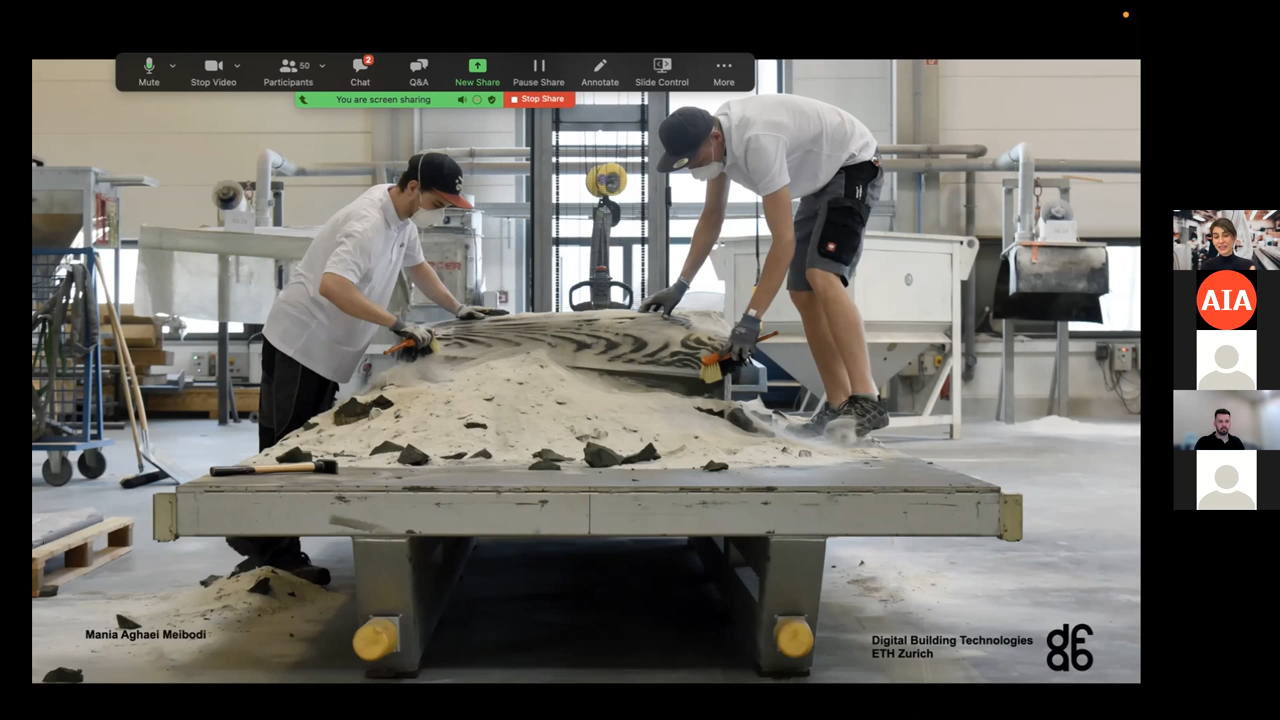 50
2
Mute
Stop Video
Participants
Chat
Q&A
New Share
Pause Share
Annotate
Slide Control
More
You are screen sharing
Stop Share
AIA
Mania Aghaei Meibodi
Digital Building Technologies
ETH Zurich